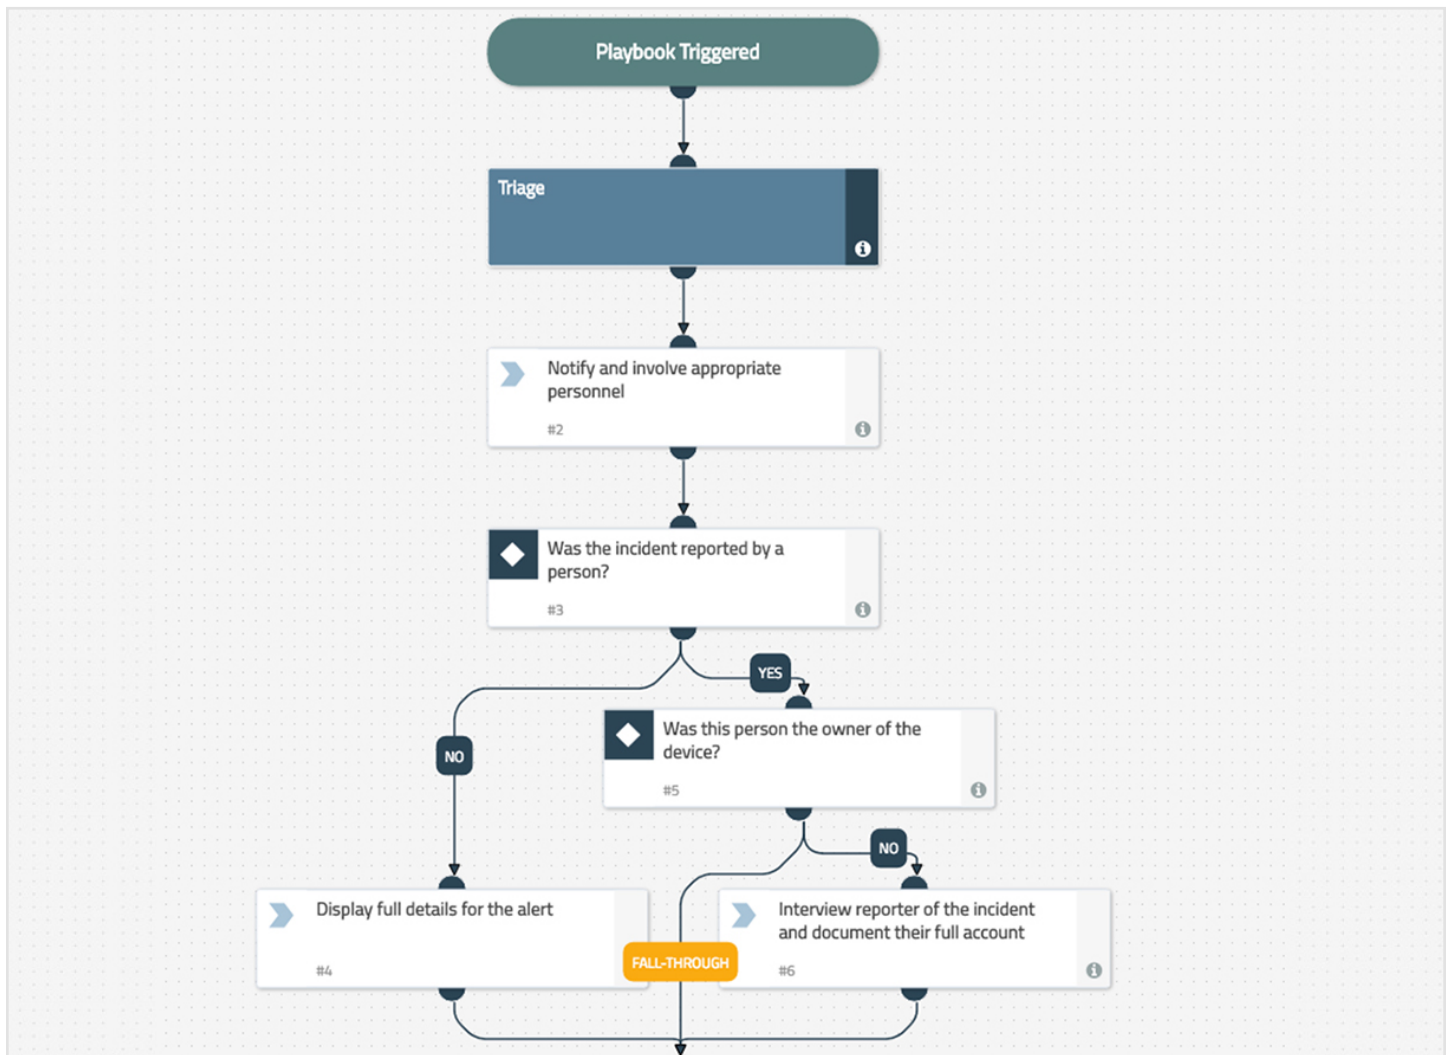 Playbook Triggered
Triage
Notify and involve appropriate
personnel
#2
Was the incident reported by a
person?
#3
YES
Was this person the owner of the
device?
#5
NO
NO
Display full details for the alert
#4
FALL-THROUGH
Interview reporter of the incident
and document their full account
#6